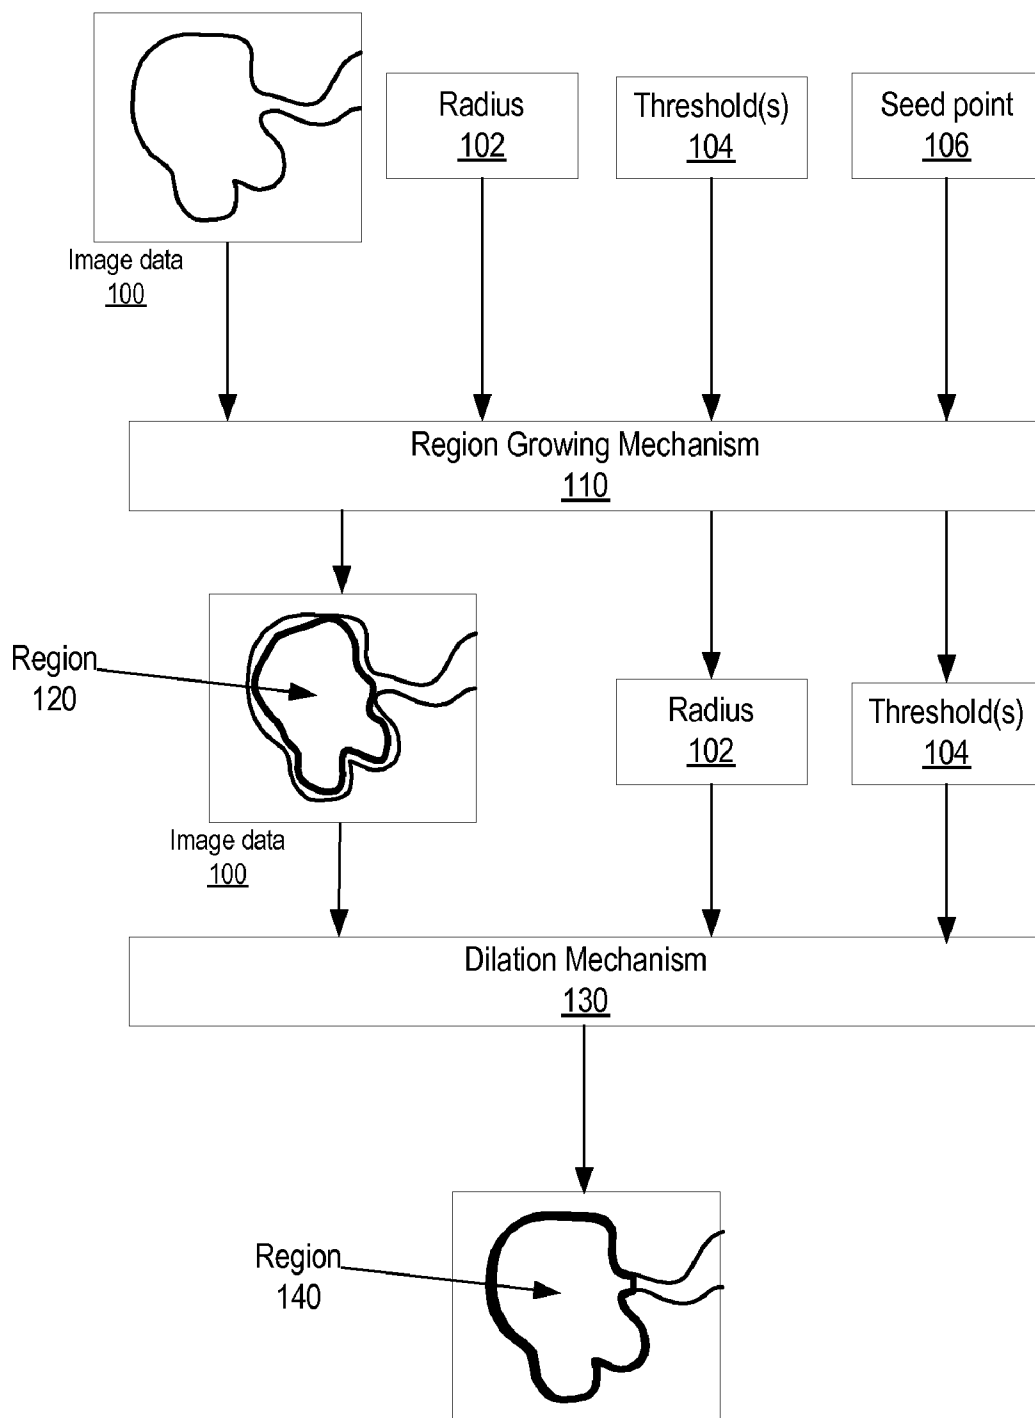 Radius
102
Threshold(s)
104
Seed point
106
Image data
100
Region Growing Mechanism
110
Region
120
Radius
102
Threshold(s)
104
Image data
100
Dilation Mechanism
130
Region
140